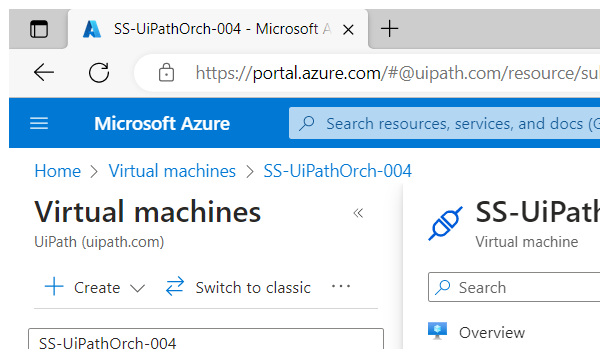 SS-UiPathOrch-004 - Microsoft A
https://portal.azure.com/#@uipath.com/resource/su
Microsoft Azure
Search resources, services, and docs (G
Home > Virtual machines > SS-UiPathOrch-004
Virtual machines
UiPath (uipath.com)
SS-UiPath
Virtual machine
Create
Switch to classic
Search
SS-UiPathOrch-004
Overview